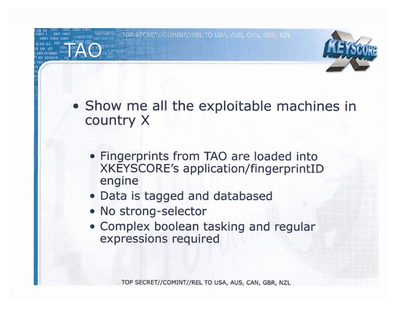 TOP SECRET//COMINT//REL TO USA, AUS, CAN, GBR, NZL
TAO
XKEYSCORE
• Show me all the exploitable machines in
country X
• Fingerprints from TAO are loaded into
XKEYSCORE's application/fingerprintID
engine
• Data is tagged and databased
• No strong-selector
• Complex boolean tasking and regular
expressions required
TOP SECRET//COMINT//REL TO USA, AUS, CAN, GBR, NZL